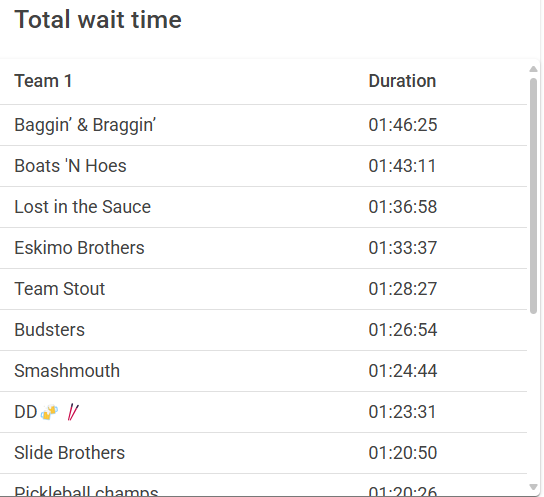 Total wait time
Team 1 Duration
Baggin’ & Braggin’ 01:46:25
Boats 'N Hoes 01:43:11
Lost in the Sauce 01:36:58
Eskimo Brothers 01:33:37
Team Stout 01:28:27
Budsters 01:26:54
Smashmouth 01:24:44
DD🍻🥢 01:23:31
Slide Brothers 01:20:50
Pickleball champs 01:20:26